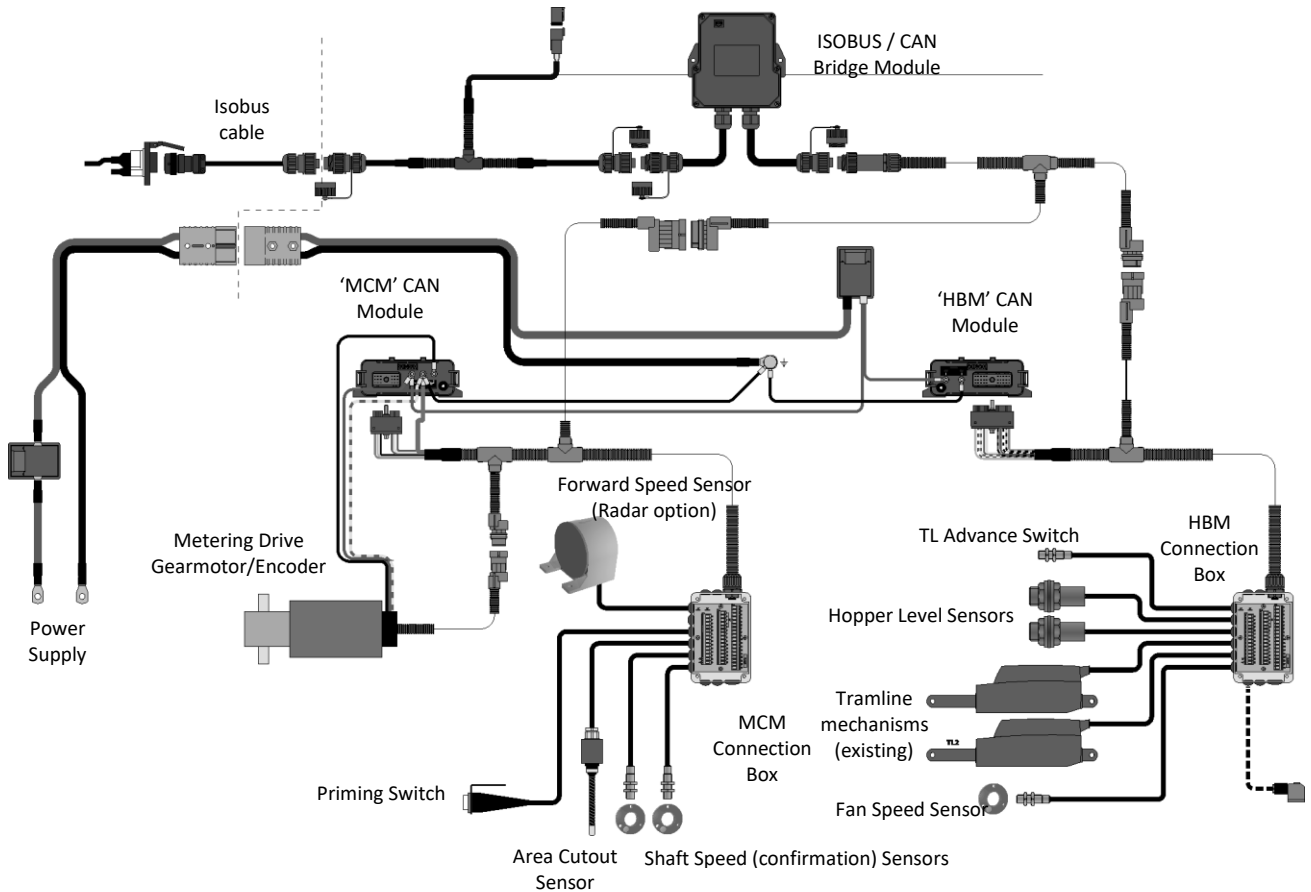 ISOBUS / CAN
Bridge Module
Isobus
cable
‘MCM’ CAN
Module
‘HBM’ CAN
Module
Forward Speed Sensor
(Radar option)
Metering Drive
Gearmotor/Encoder
TL Advance Switch
HBM
Connection
Box
Hopper Level Sensors
Power
Supply
Tramline
mechanisms
(existing)
TL2
MCM
Connection
Box
Priming Switch
Fan Speed Sensor
Area Cutout
Sensor
Shaft Speed (confirmation) Sensors